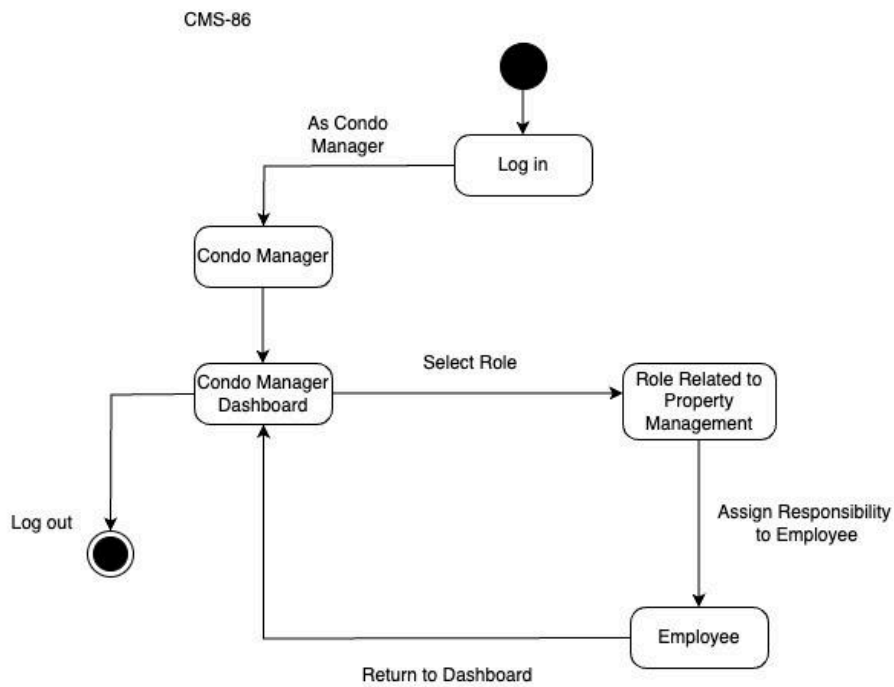 CMS-86
As Condo
Manager
Log in
Condo Manager
Condo Manager
Dashboard
Select Role
Role Related to
Property
Management
Log out
Assign Responsibility
to Employee
Employee
Return to Dashboard